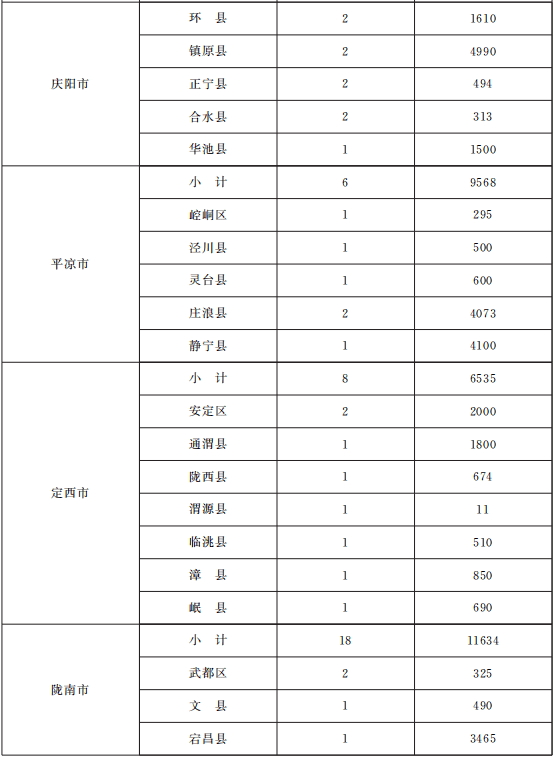 庆阳市
环 县 2 1610
镇原县 2 4990
正宁县 2 494
合水县 2 313
华池县 1 1500
平凉市
小 计 6 9568
崆峒区 1 295
泾川县 1 500
灵台县 1 600
庄浪县 2 4073
静宁县 1 4100
定西市
小 计 8 6535
安定区 2 2000
通渭县 1 1800
陇西县 1 674
渭源县 1 11
临洮县 1 510
漳 县 1 850
岷 县 1 690
陇南市
小 计 18 11634
武都区 2 325
文 县 1 490
宕昌县 1 3465